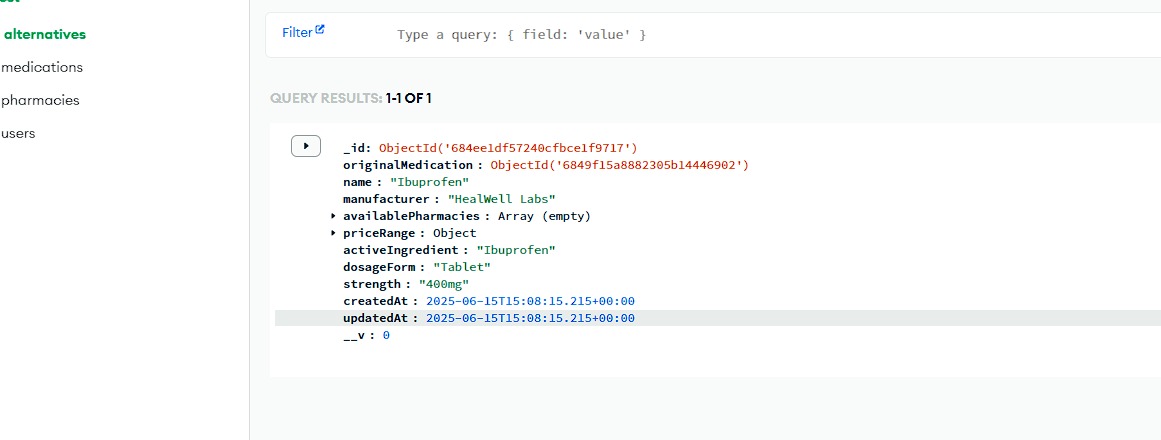 alternatives
medications
pharmacies
users
Filter
Type a query: { field: 'value' }
QUERY RESULTS: 1-1 OF 1
_id: ObjectId('684ee1df57240cfbce1f9717')
originalMedication : ObjectId('6849f15a8882305b14446902')
name : "Ibuprofen"
manufacturer : "HealWell Labs"
availablePharmacies : Array (empty)
priceRange : Object
activeIngredient : "Ibuprofen"
dosageForm : "Tablet"
strength : "400mg"
createdAt : 2025-06-15T15:08:15.215+00:00
updatedAt : 2025-06-15T15:08:15.215+00:00
__v : 0